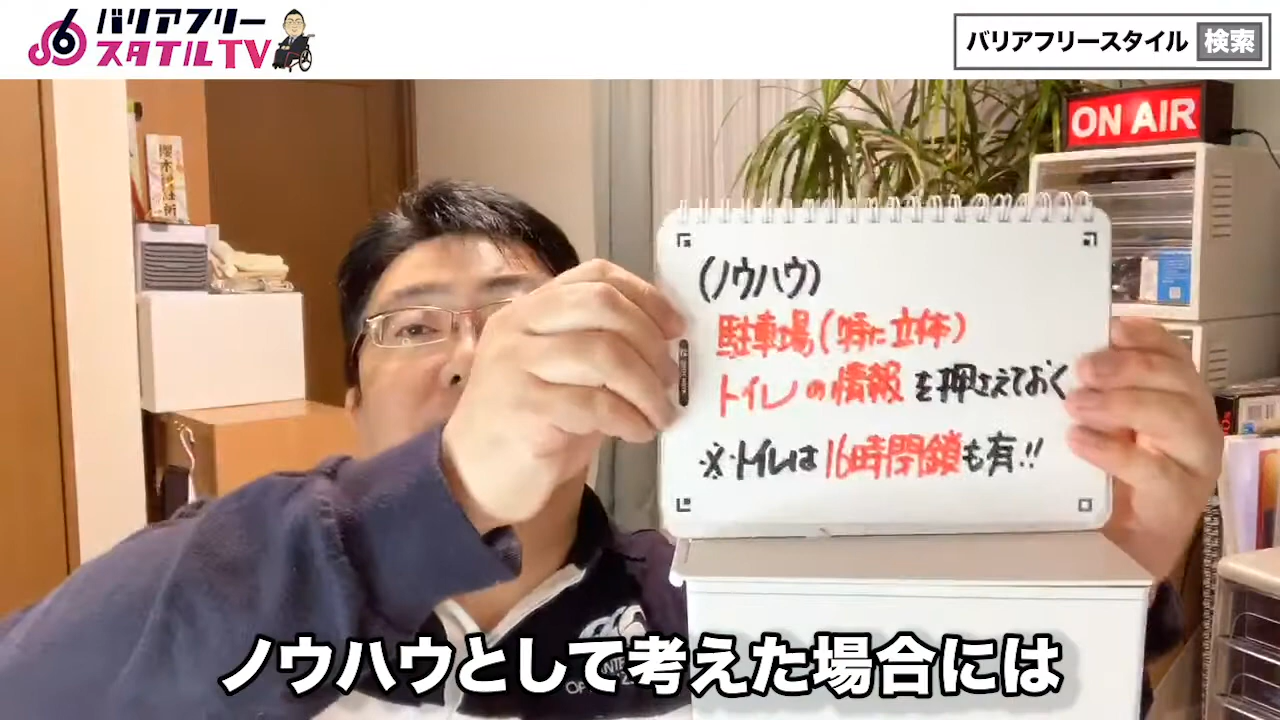 バリアフリー
スタイルTV
バリアフリースタイル 検索
ON AIR
(ノウハウ)
駐車場(特に立体)
トイレの情報を押さえておく
※トイレは16時閉鎖も有!!
ノウハウとして考えた場合には